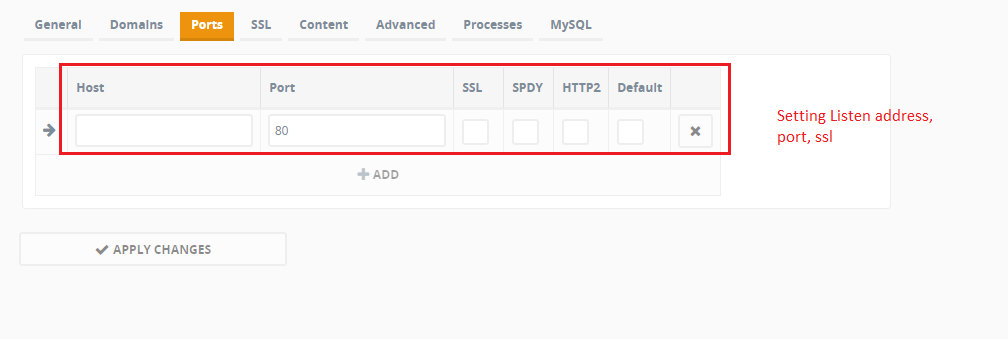 General Domains Ports SSL Content Advanced Processes MySQL
Host Port SSL SPDY HTTP2 Default
80
Setting Listen address,
port, ssl
ADD
APPLY CHANGES